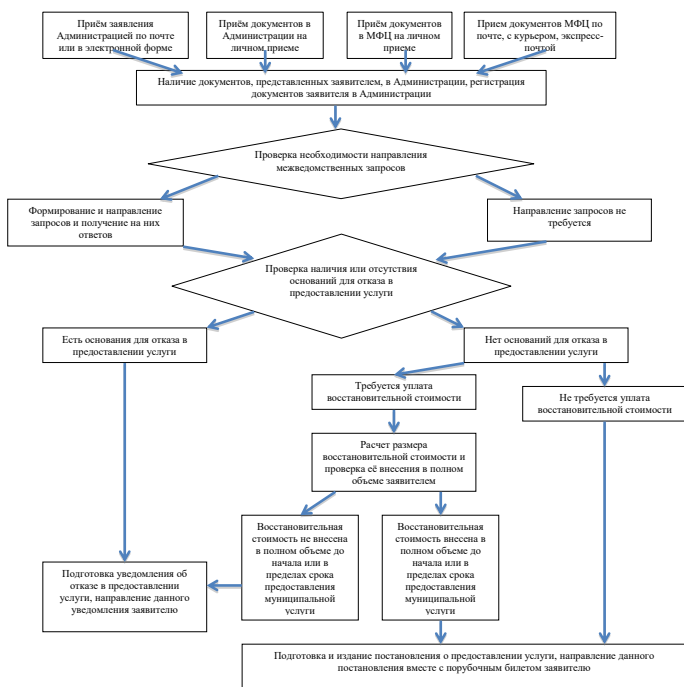 Приём заявления
Администрацией по почте
или в электронной форме
Приём документов в
Администрации на
личном приеме
Приём документов
в МФЦ на личном
приеме
Прием документов МФЦ по
почте, с курьером, экспресс-
почтой
Наличие документов, представленных заявителем, в Администрации, регистрация
документов заявителя в Администрации
Проверка необходимости направления
межведомственных запросов
Формирование и направление
запросов и получение на них
ответов
Направление запросов не
требуется
Проверка наличия или отсутствия
оснований для отказа в
предоставлении услуги
Есть основания для отказа в
предоставлении услуги
Нет оснований для отказа в
предоставлении услуги
Требуется уплата
восстановительной стоимости
Не требуется уплата
восстановительной стоимости
Расчет размера
восстановительной стоимости и
проверка её внесения в полном
объеме заявителем
Восстановительная
стоимость не внесена
в полном объеме до
начала или в
пределах срока
предоставления
муниципальной
услуги
Восстановительная
стоимость внесена в
полном объеме до
начала или в
пределах срока
предоставления
муниципальной
услуги
Подготовка уведомления об
отказе в предоставлении
услуги, направление данного
уведомления заявителю
Подготовка и издание постановления о предоставлении услуги, направление данного
постановления вместе с порубочным билетом заявителю